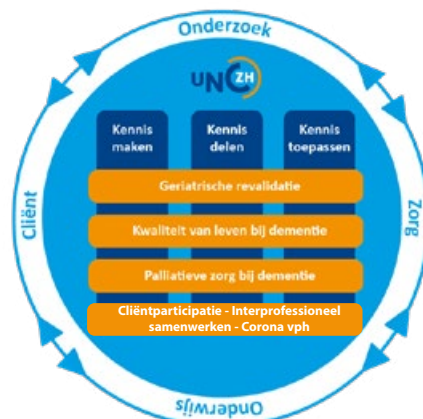 Onderzoek
UNC ZH
Kennis maken
Kennis delen
Kennis toepassen
Geriatrische revalidatie
Kwaliteit van leven bij dementie
Palliatieve zorg bij dementie
Cliëntparticipatie - Interprofessioneel
samenwerken - Corona vph
Cliënt
Zorg
Onderwijs